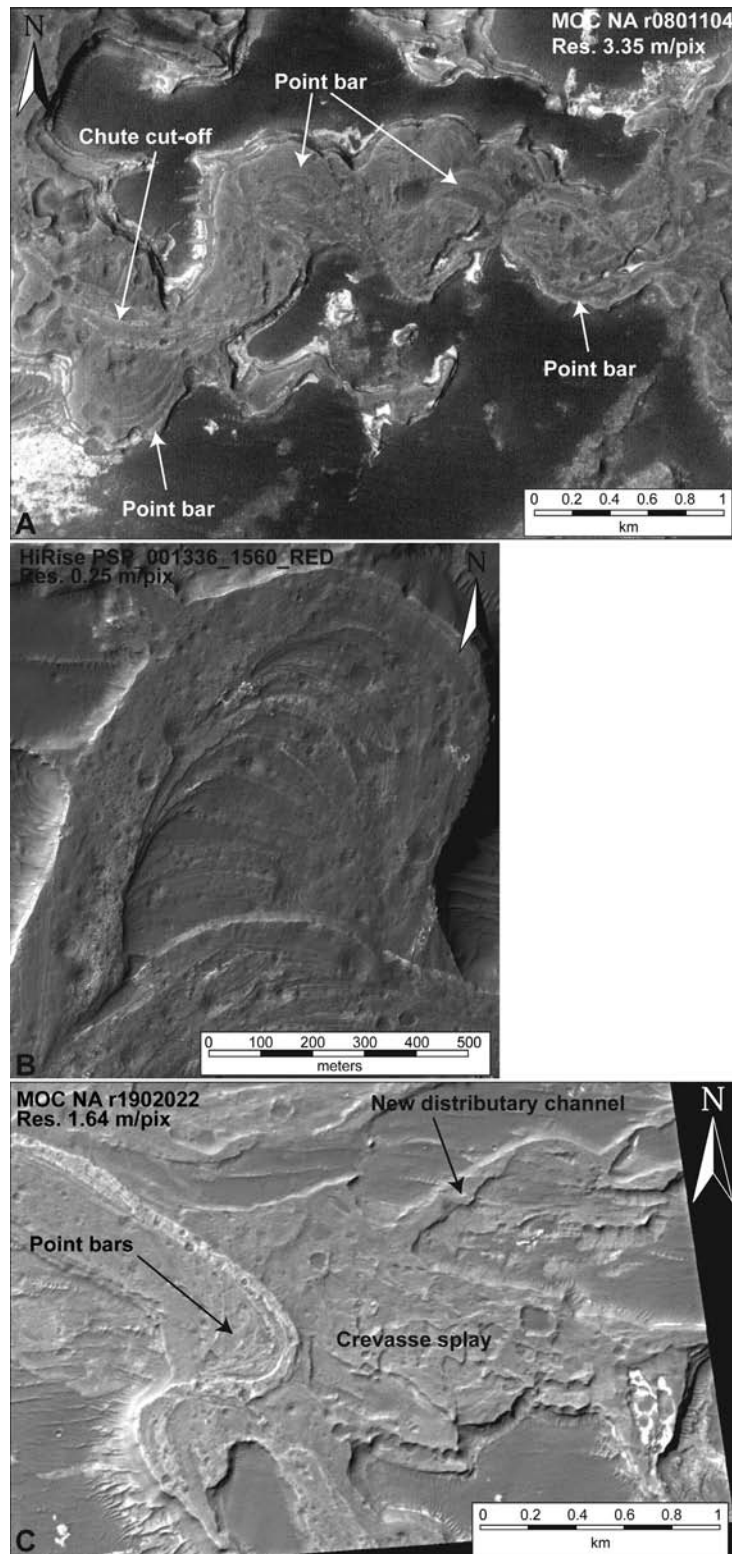 MOC NA r0801104
Res. 3.35 m/pix
N
Point bar
Chute cut-off
Point bar
Point bar
A
0 0.2 0.4 0.6 0.8 1
km
HiRise PSP_001336_1560_RED
Res. 0.25 m/pix
N
B
0 100 200 300 400 500
meters
MOC NA r1902022
Res. 1.64 m/pix
New distributary channel
N
Point bars
Crevasse splay
C
0 0.2 0.4 0.6 0.8 1
km